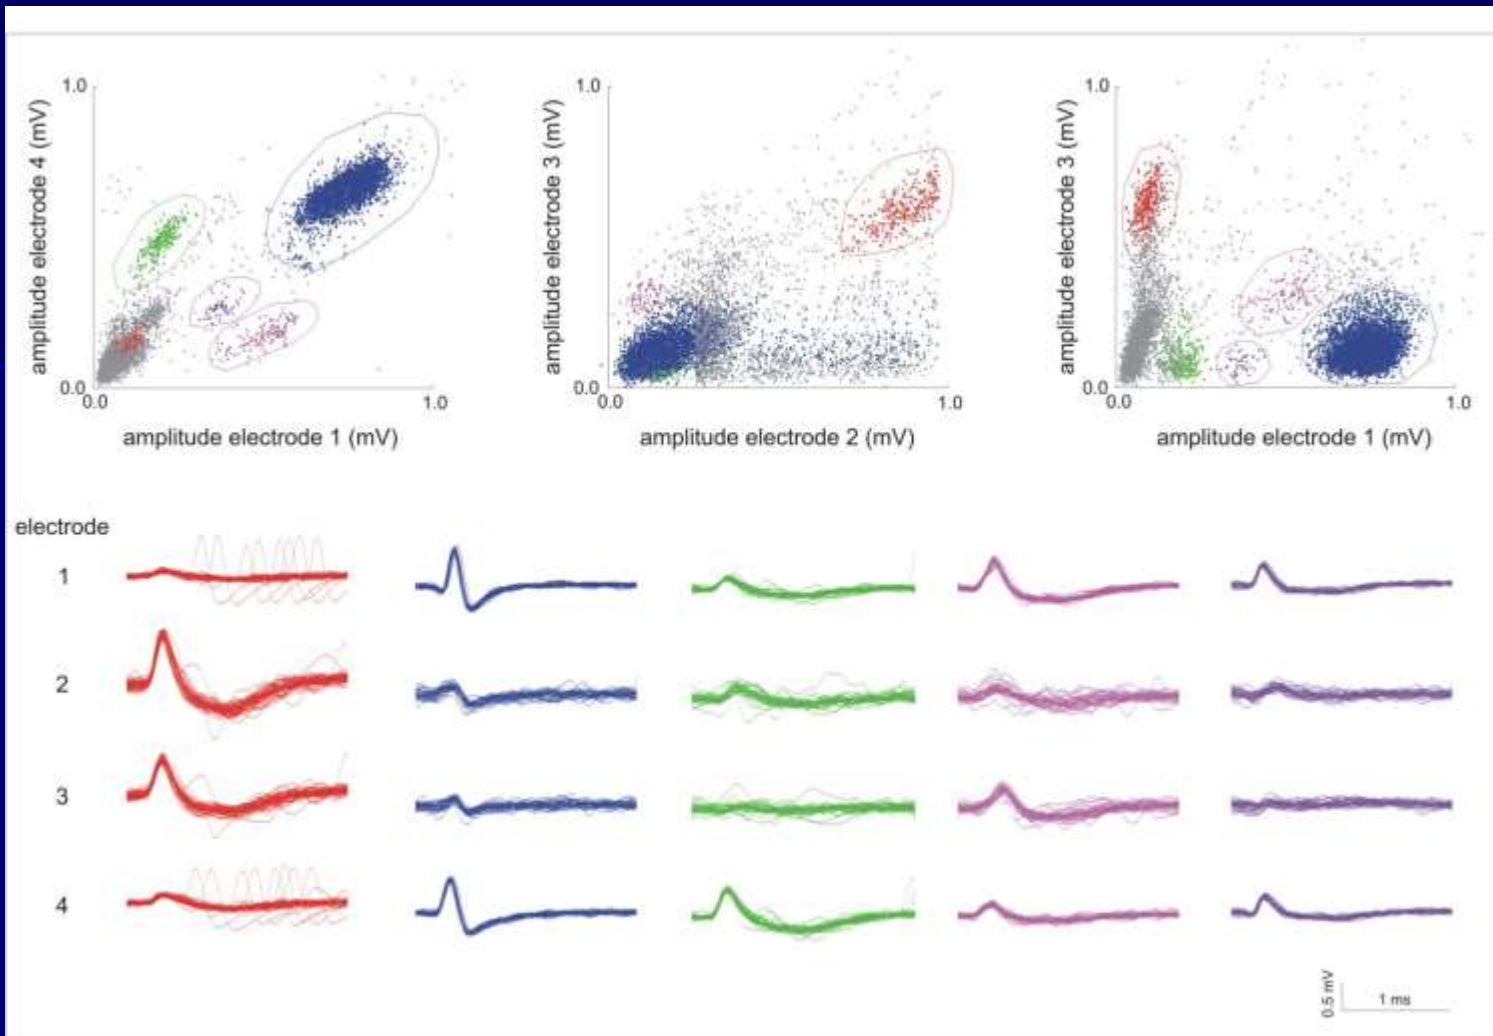 1.0
amplitude electrode 4 (mV)
0.0
0.0
1.0
amplitude electrode 1 (mV)
1.0
amplitude electrode 3 (mV)
0.0
0.0
1.0
amplitude electrode 2 (mV)
1.0
amplitude electrode 3 (mV)
0.0
0.0
1.0
amplitude electrode 1 (mV)
electrode
1
2
3
4
0.5 mV
1 ms